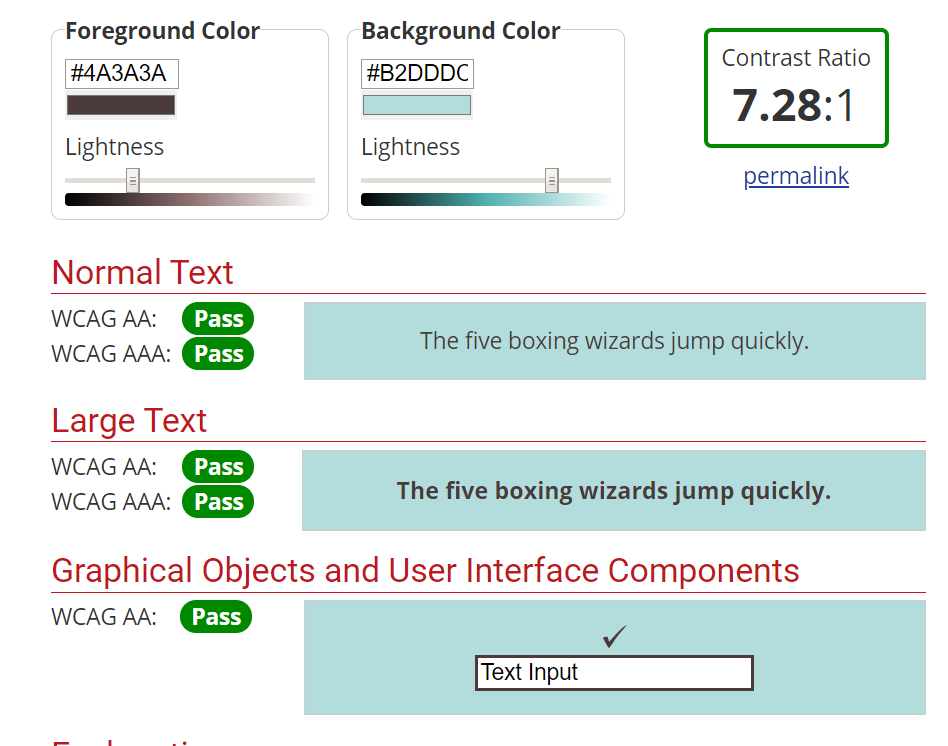 Foreground Color
#4A3A3A
Lightness
Background Color
#B2DDDC
Lightness
Contrast Ratio
7.28:1
permalink
Normal Text
WCAG AA: Pass
WCAG AAA: Pass
The five boxing wizards jump quickly.
Large Text
WCAG AA: Pass
WCAG AAA: Pass
The five boxing wizards jump quickly.
Graphical Objects and User Interface Components
WCAG AA: Pass
✓
Text Input